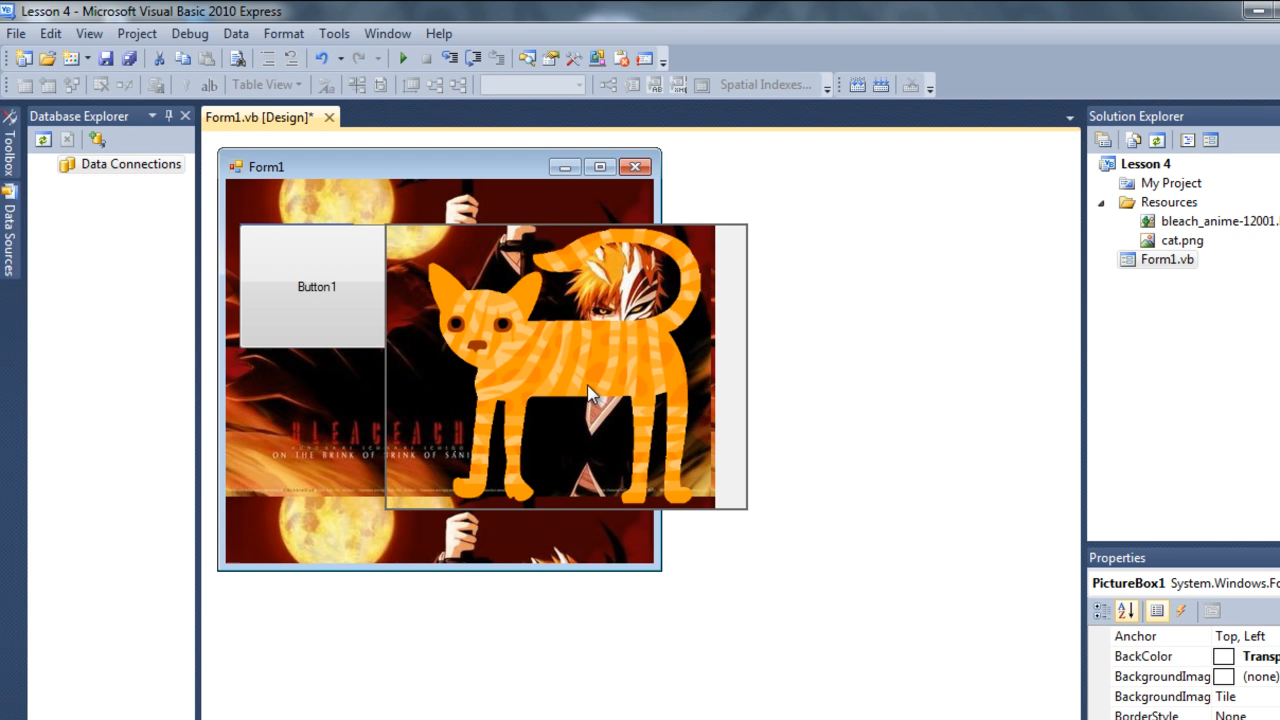 Lesson 4 - Microsoft Visual Basic 2010 Express
File Edit View Project Debug Data Format Tools Window Help
Table View
Spatial Indexes...
Toolbox
Data Sources
Database Explorer
Data Connections
Form1.vb [Design]*
Form1
Button1
ON THE BRINK OF
Solution Explorer
Lesson 4
My Project
Resources
bleach_anime-12001.
cat.png
Form1.vb
Properties
PictureBox1 System.Windows.Fo
Anchor Top, Left
BackColor Transp
BackgroundImag (none)
BackgroundImag Tile
BorderStyle None